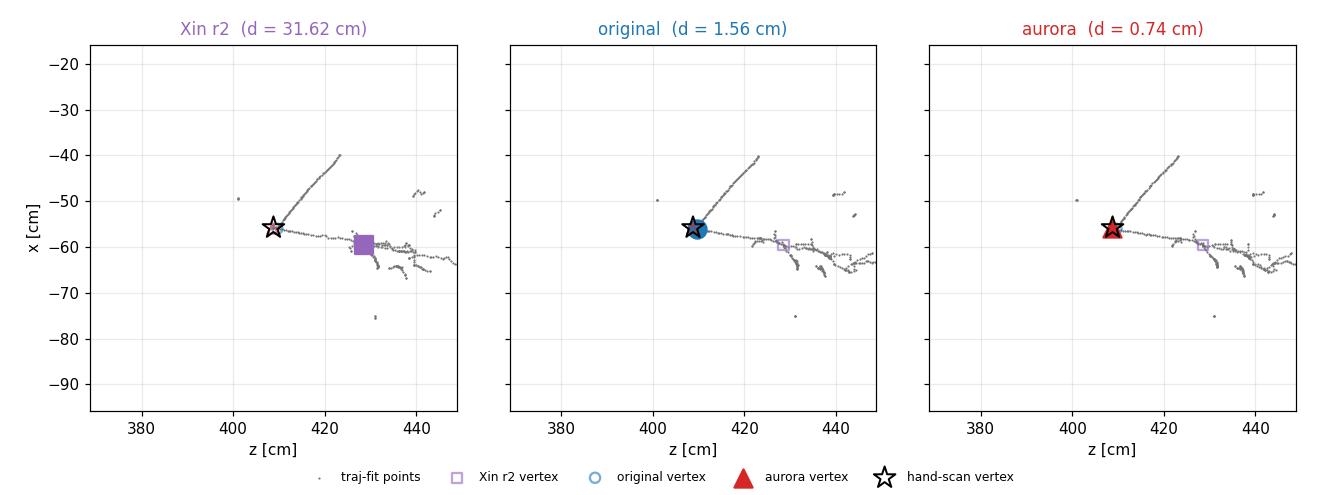 Xin r2  (d = 31.62 cm)
original  (d = 1.56 cm)
aurora  (d = 0.74 cm)
x [cm]
−20
−30
−40
−50
−60
−70
−80
−90
380 400 420 440
380 400 420 440
380 400 420 440
z [cm]
z [cm]
z [cm]
traj-fit points
Xin r2 vertex
original vertex
aurora vertex
hand-scan vertex